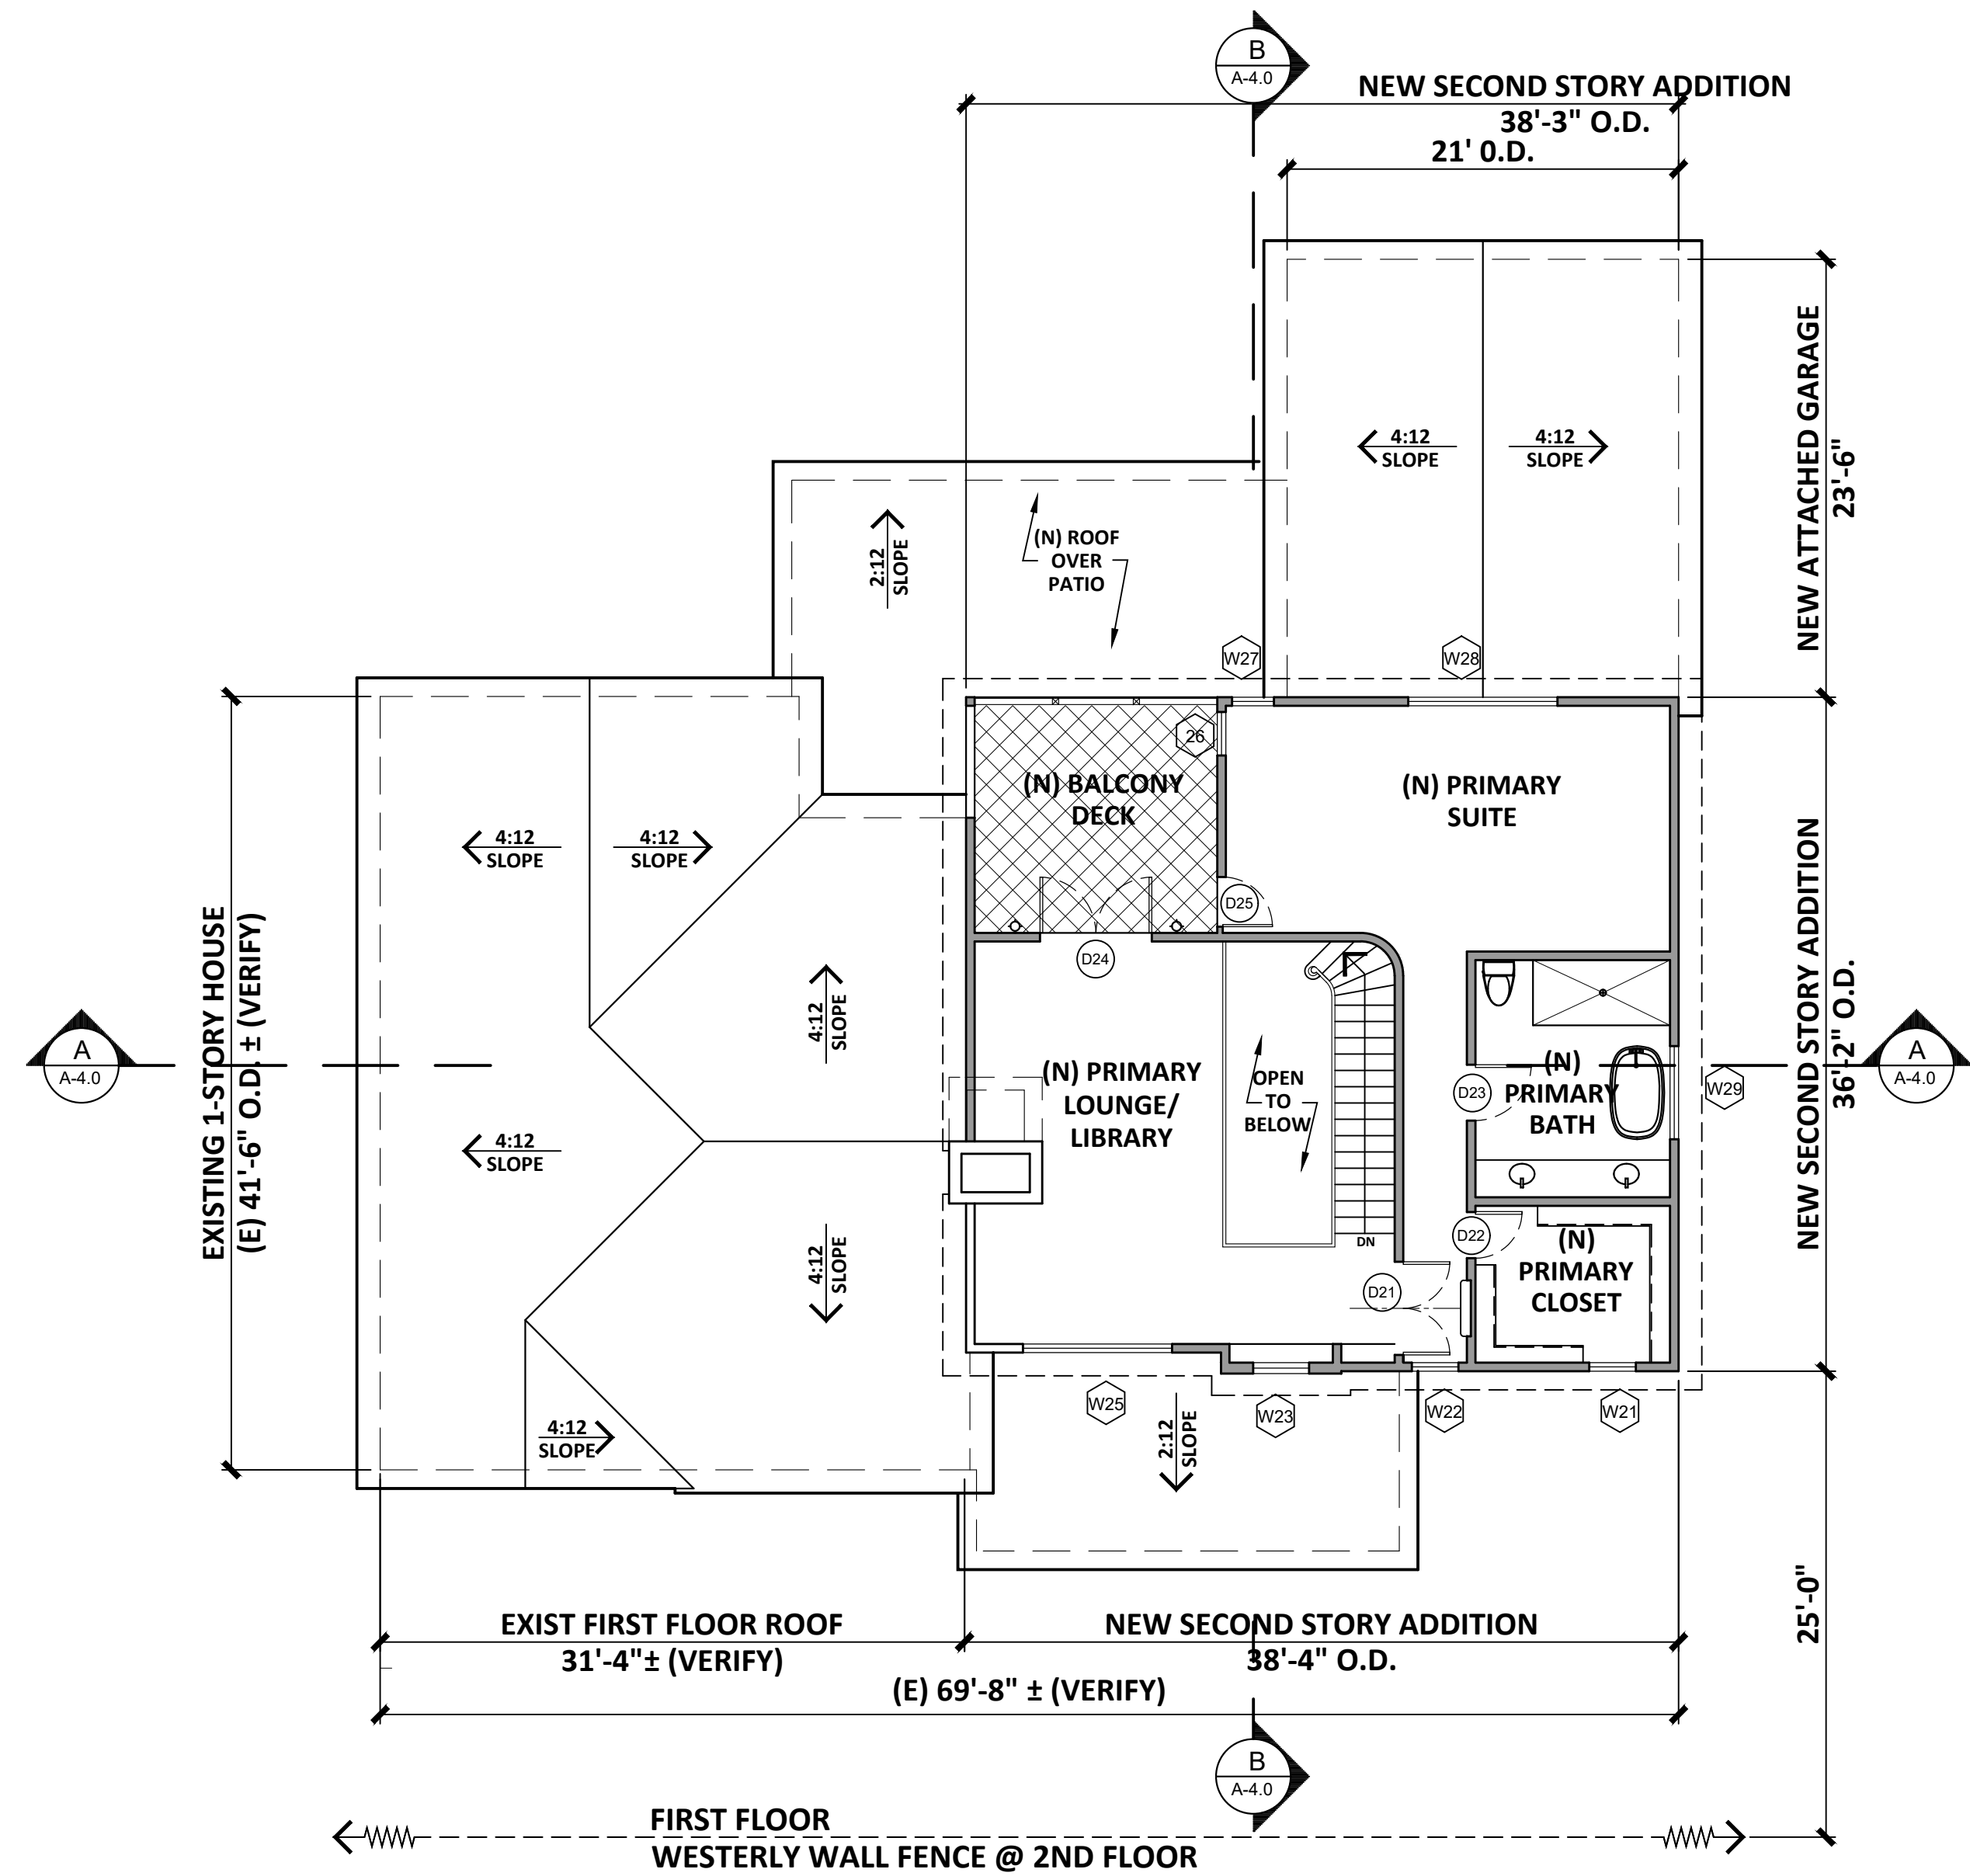 B
A-4.0
NEW SECOND STORY ADDITION
38'-3" O.D.
21' 0.D.
NEW ATTACHED GARAGE
23'-6"
4:12
SLOPE
4:12
SLOPE
2:12
SLOPE
(N) ROOF
OVER
PATIO
W27
W28
26
(N) BALCONY
DECK
(N) PRIMARY
SUITE
4:12
SLOPE
4:12
SLOPE
D25
D24
EXISTING 1-STORY HOUSE
(E) 41'-6" O.D. ± (VERIFY)
NEW SECOND STORY ADDITION
36'-2" O.D.
4:12
SLOPE
A
A-4.0
(N) PRIMARY
LOUNGE/
LIBRARY
OPEN
TO
BELOW
D23
(N)
PRIMARY
BATH
W29
A
A-4.0
4:12
SLOPE
4:12
SLOPE
DN
D22
D21
(N)
PRIMARY
CLOSET
4:12
SLOPE
2:12
SLOPE
W25
W23
W22
W21
25'-0"
EXIST FIRST FLOOR ROOF
31'-4"± (VERIFY)
NEW SECOND STORY ADDITION
38'-4" O.D.
(E) 69'-8" ± (VERIFY)
B
A-4.0
FIRST FLOOR
WESTERLY WALL FENCE @ 2ND FLOOR